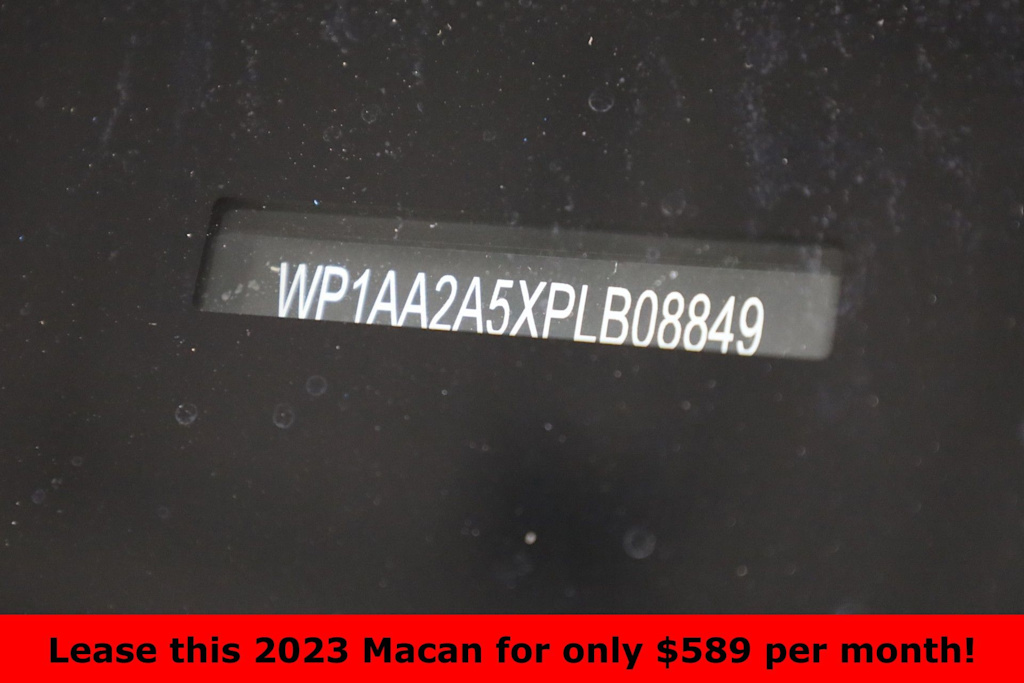 WP1AA2A5XPLB08849
Lease this 2023 Macan for only $589 per month!